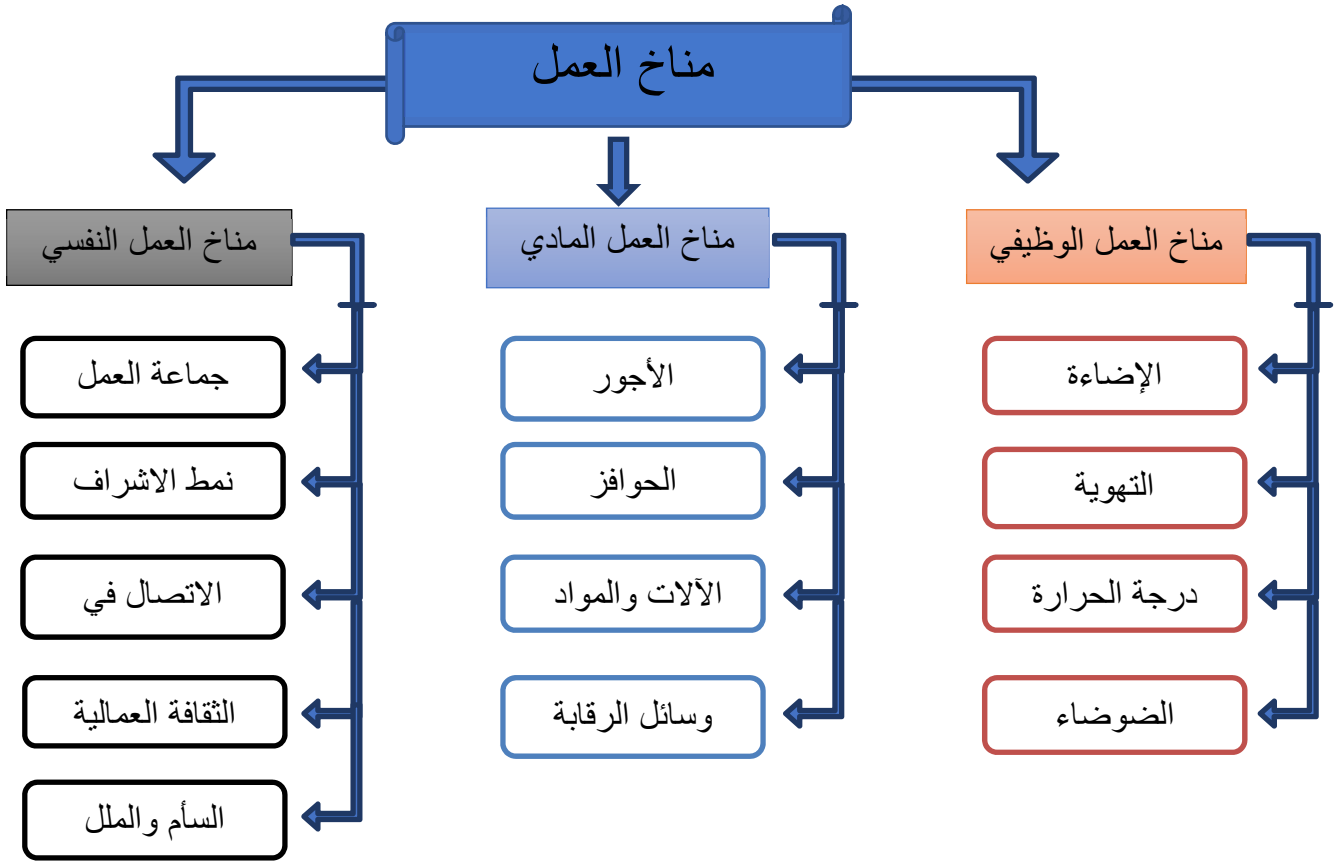 مناخ العمل
مناخ العمل الوظيفي
الإضاءة
التهوية
درجة الحرارة
الضوضاء
مناخ العمل المادي
الأجور
الحوافز
الآلات والمواد
وسائل الرقابة
مناخ العمل النفسي
جماعة العمل
نمط الاشراف
الاتصال في
الثقافة العمالية
السأم والملل